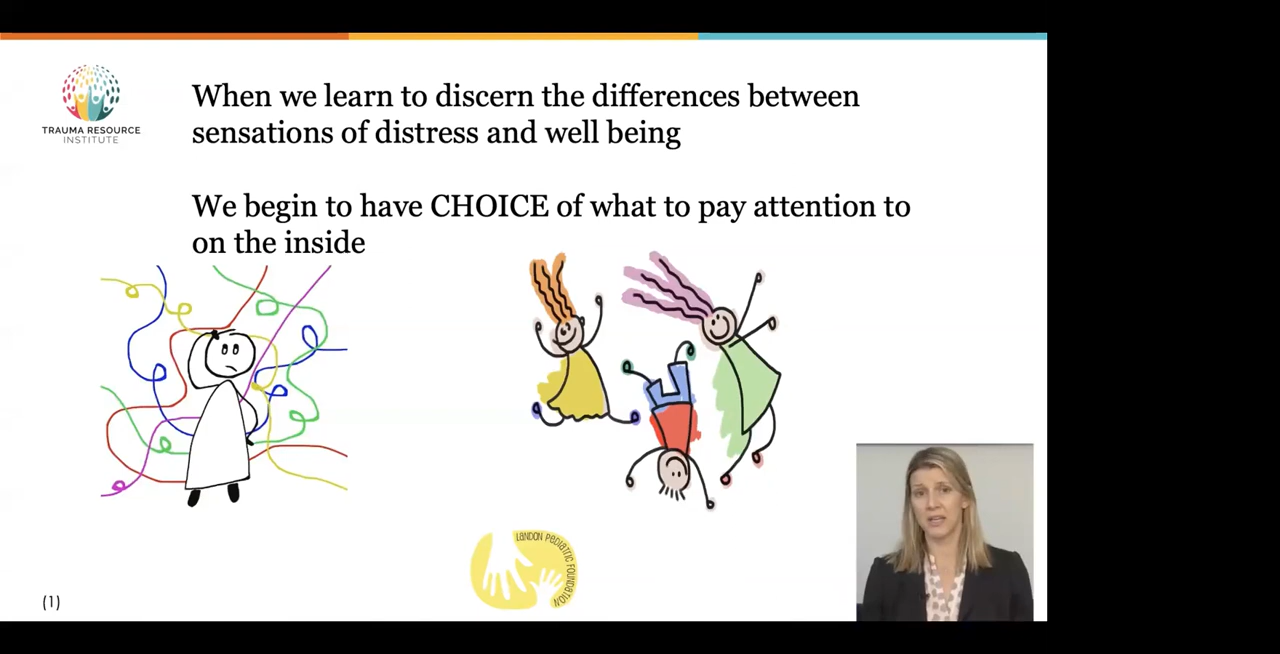 TRAUMA RESOURCE
INSTITUTE
When we learn to discern the differences between
sensations of distress and well being
We begin to have CHOICE of what to pay attention to
on the inside
LANDON PEDIATRIC FOUNDATION
(1)